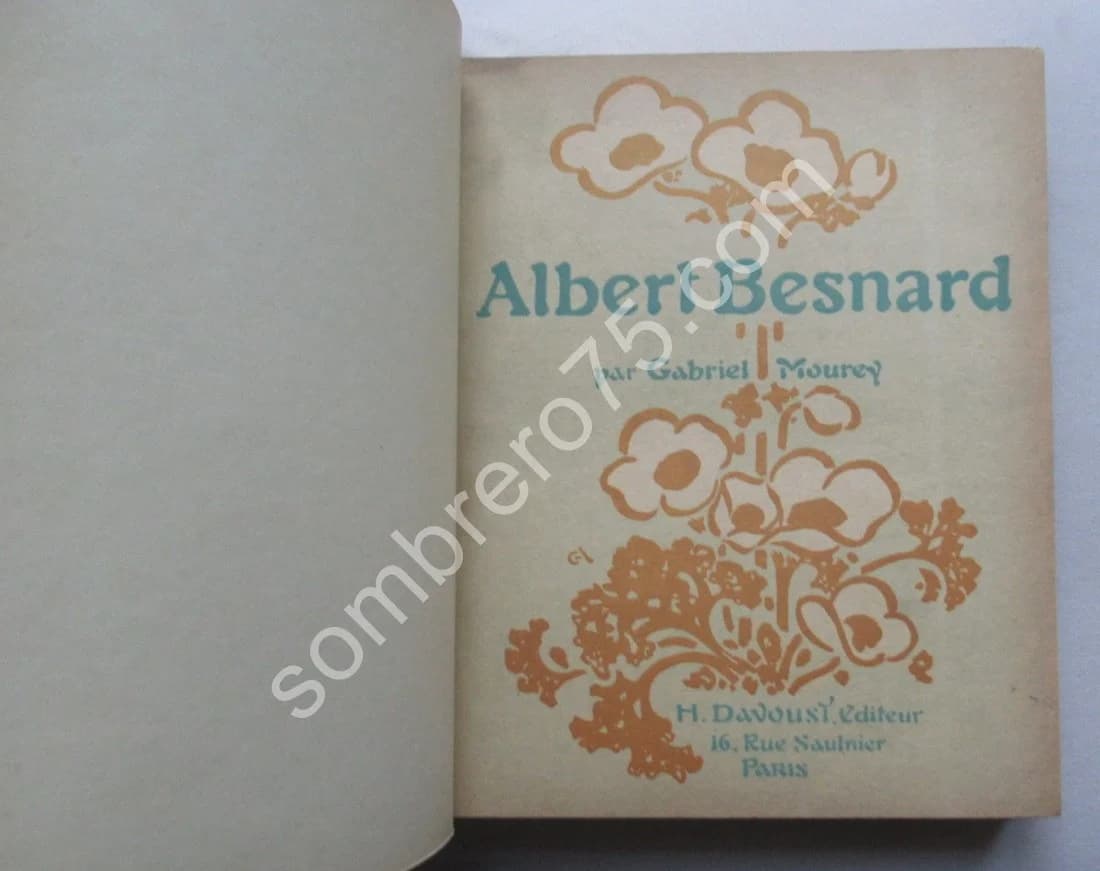 Albert Besnard
par Gabriel Mourey
H. Davoust, Editeur
16, Rue Saulnier
Paris
sombrero75.com